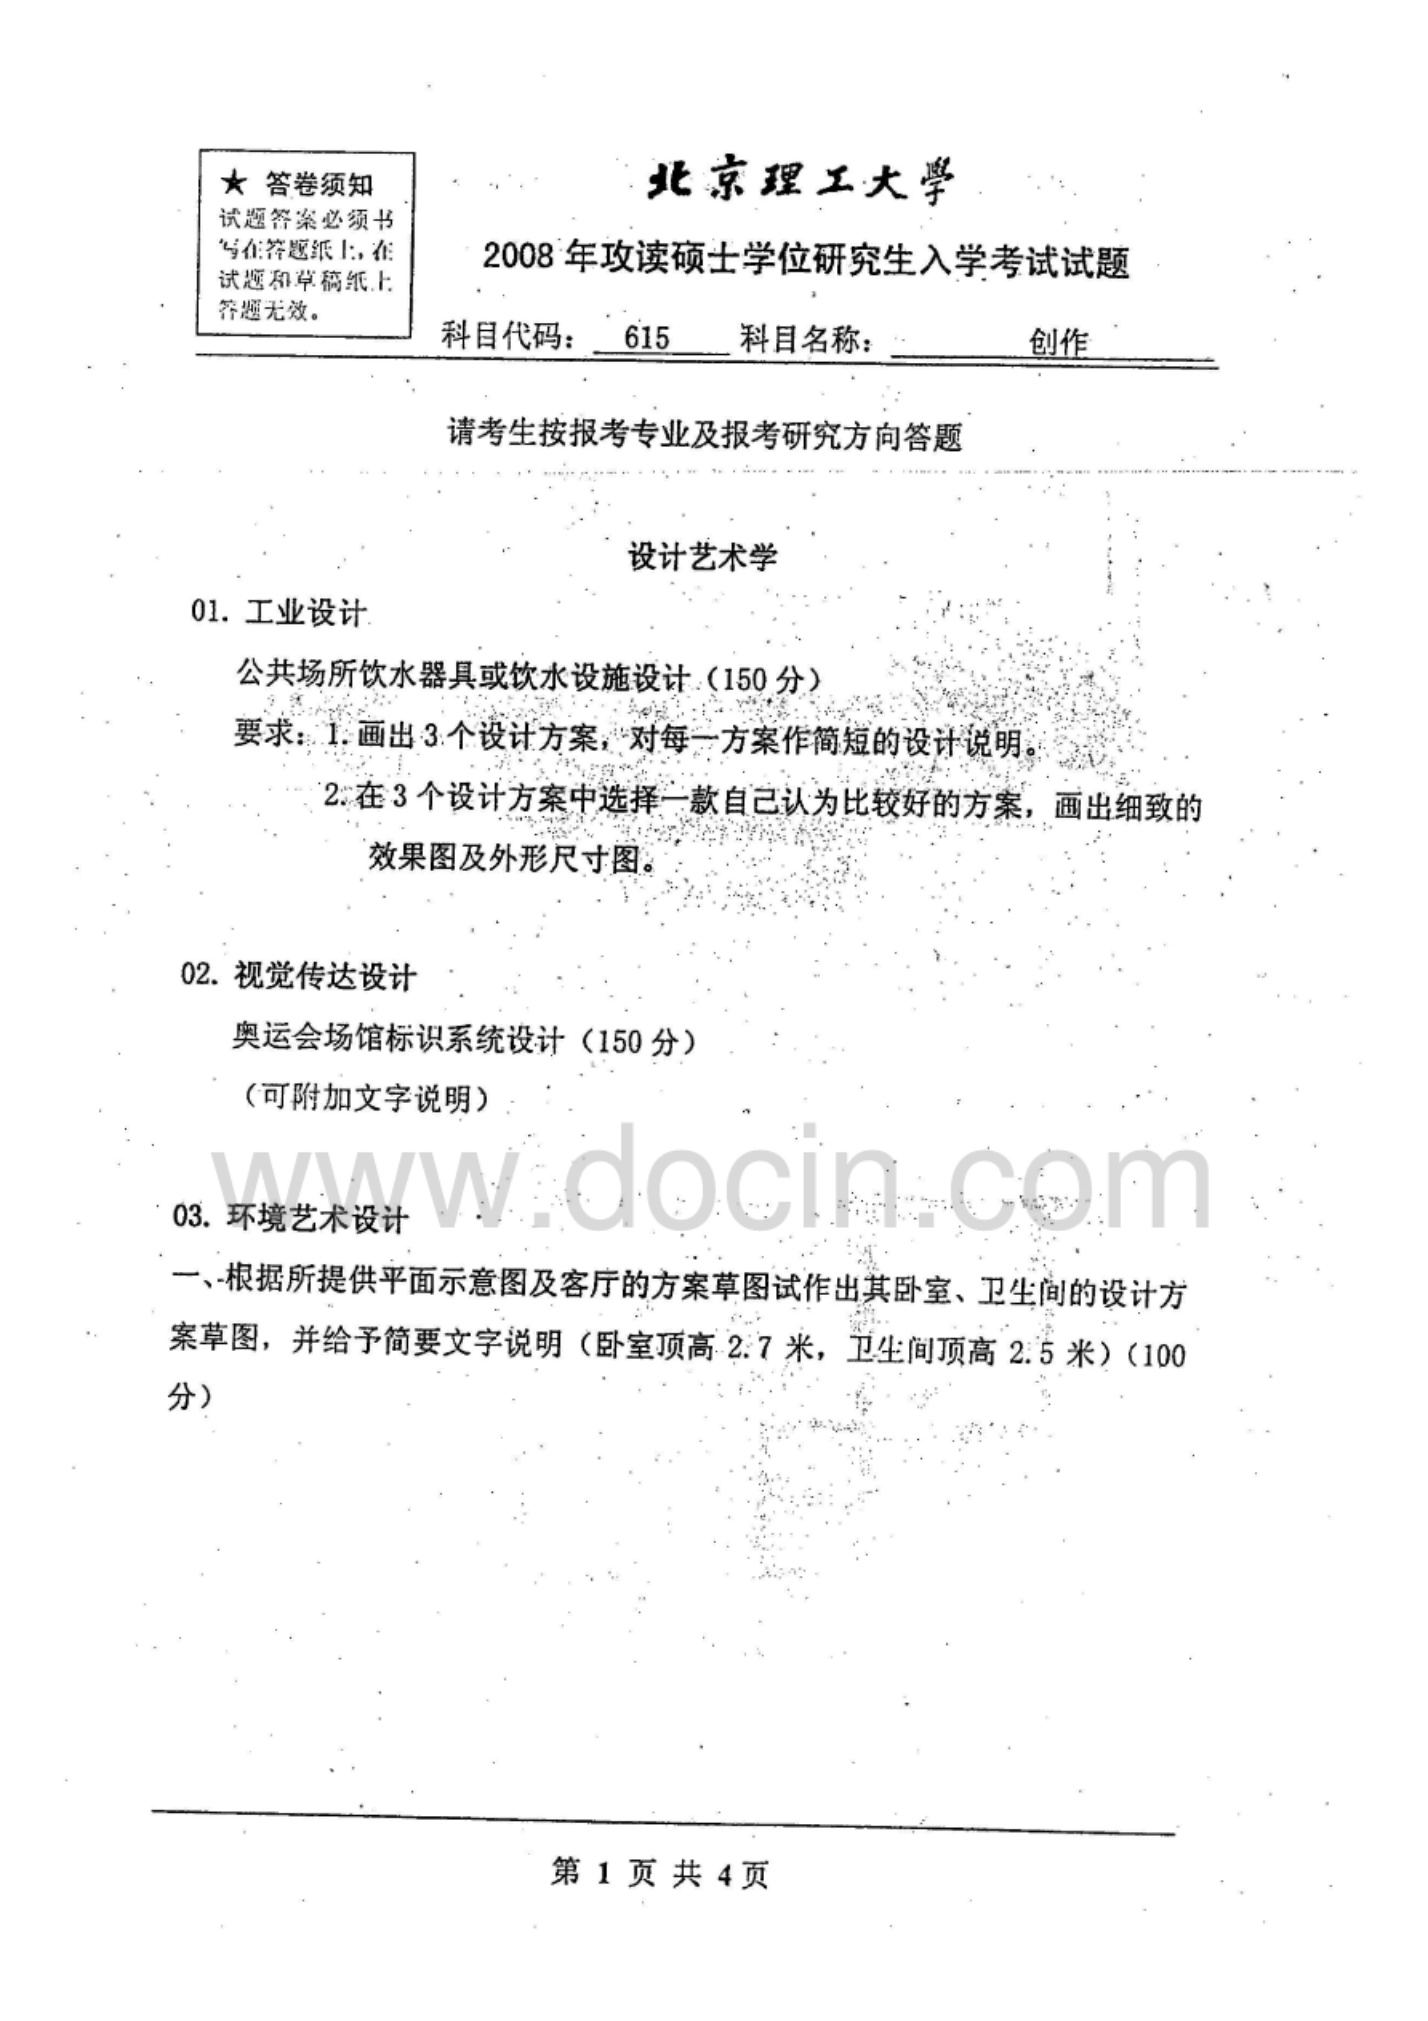 ★ 答卷须知
试题答案必须书
写在答题纸上，在
试题和草稿纸上
答题无效。
北京理工大學
2008 年攻读硕士学位研究生入学考试试题
科目代码： 615 科目名称： 创作
请考生按报考专业及报考研究方向答题
设计艺术学
01. 工业设计
公共场所饮水器具或饮水设施设计（150 分）
要求：1. 画出 3 个设计方案，对每一方案作简短的设计说明。
2. 在 3 个设计方案中选择一款自己认为比较好的方案，画出细致的
效果图及外形尺寸图。
02. 视觉传达设计
奥运会场馆标识系统设计（150 分）
（可附加文字说明）
www.docin.com
03. 环境艺术设计
一、根据所提供平面示意图及客厅的方案草图试作出其卧室、卫生间的设计方
案草图，并给予简要文字说明（卧室顶高 2.7 米，卫生间顶高 2.5 米）（100
分）
第 1 页 共 4 页